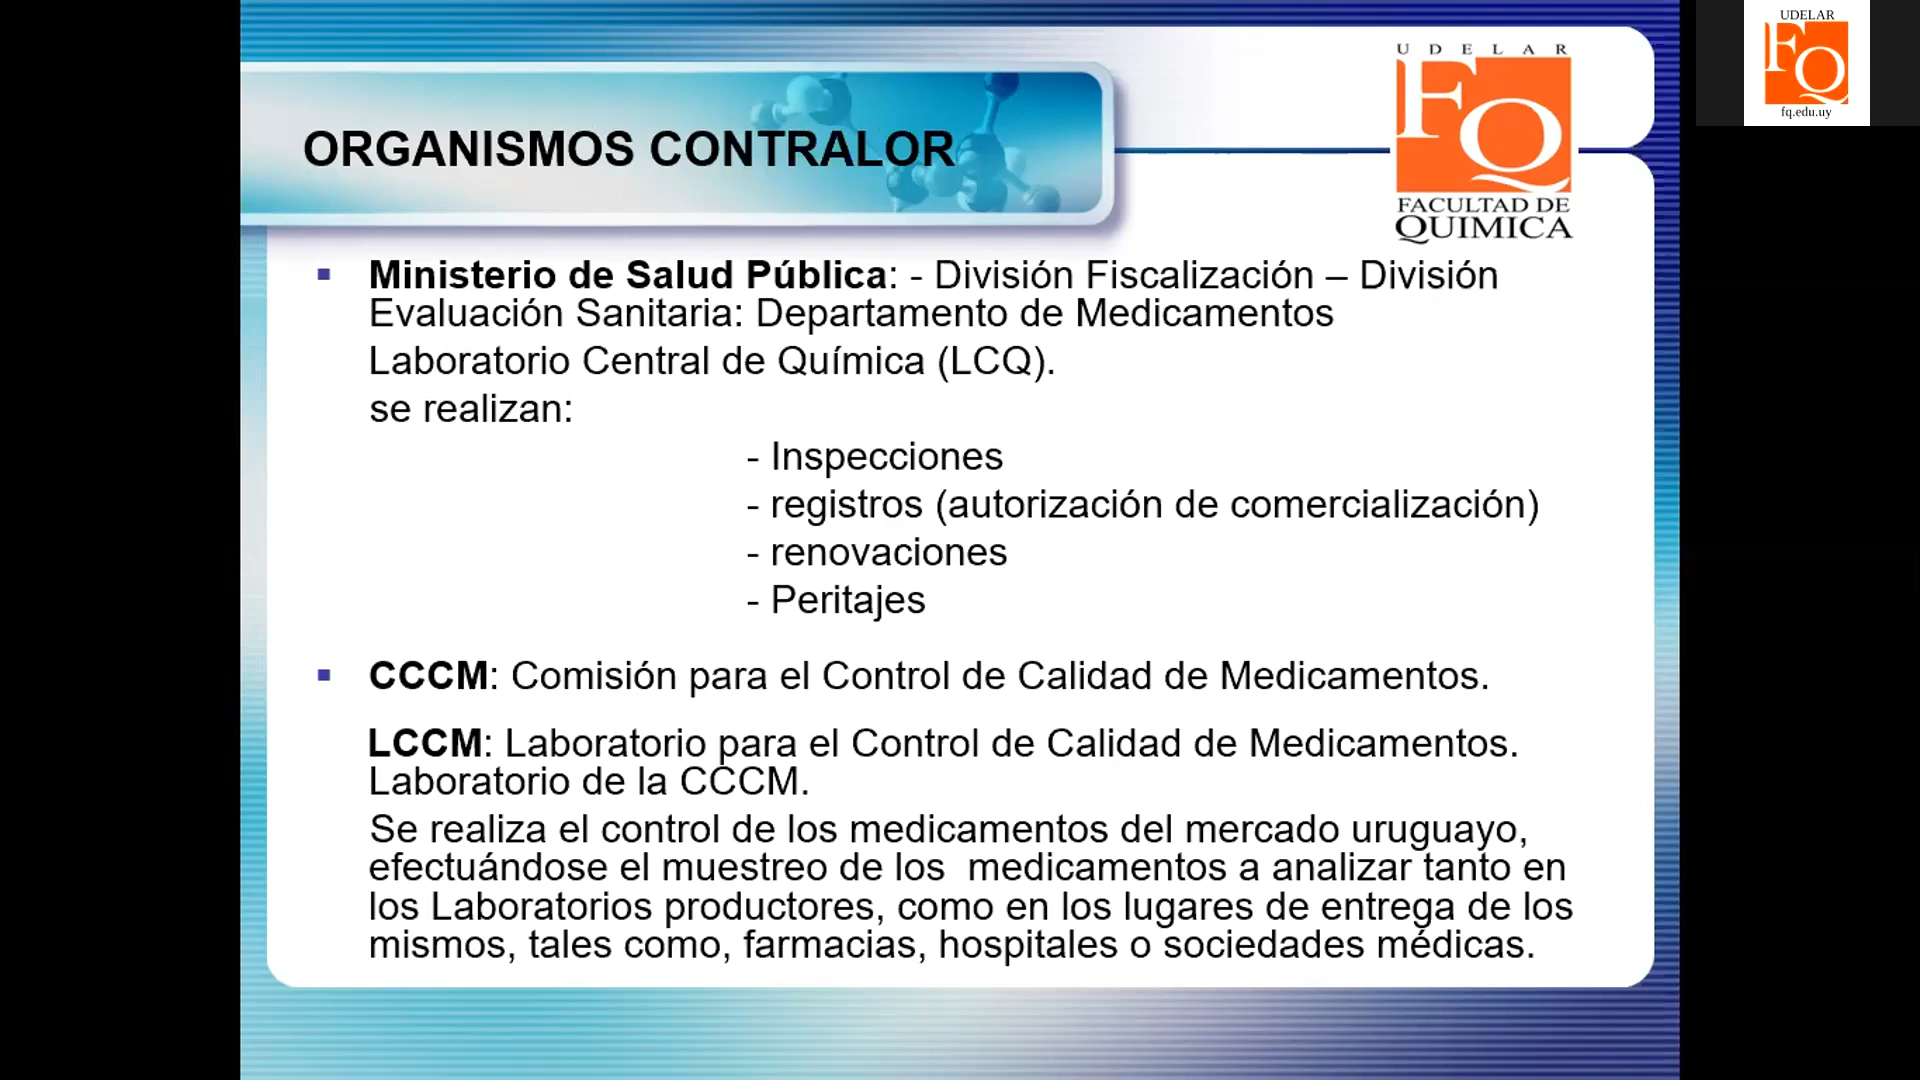 UDELAR
FQ
fq.edu.uy
U D E L A R
FQ
FACULTAD DE
QUIMICA
ORGANISMOS CONTRALOR
▪ Ministerio de Salud Pública: - División Fiscalización – División
Evaluación Sanitaria: Departamento de Medicamentos
Laboratorio Central de Química (LCQ).
se realizan:
- Inspecciones
- registros (autorización de comercialización)
- renovaciones
- Peritajes
▪ CCCM: Comisión para el Control de Calidad de Medicamentos.
LCCM: Laboratorio para el Control de Calidad de Medicamentos.
Laboratorio de la CCCM.
Se realiza el control de los medicamentos del mercado uruguayo,
efectuándose el muestreo de los medicamentos a analizar tanto en
los Laboratorios productores, como en los lugares de entrega de los
mismos, tales como, farmacias, hospitales o sociedades médicas.